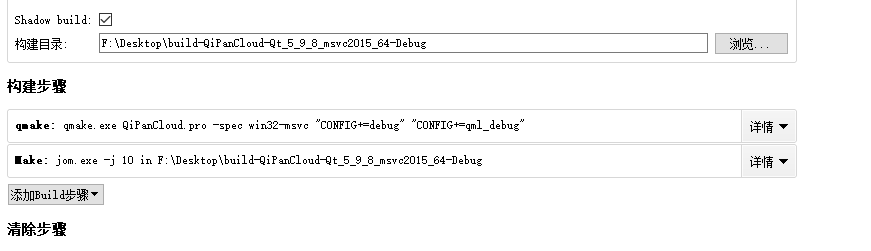 Shadow build:
构建目录: F:\Desktop\build-QiPanCloud-Qt_5_9_8_msvc2015_64-Debug 浏览...
构建步骤
qmake: qmake.exe QiPanCloud.pro -spec win32-msvc "CONFIG+=debug" "CONFIG+=qml_debug" 详情
Make: jom.exe -j 10 in F:\Desktop\build-QiPanCloud-Qt_5_9_8_msvc2015_64-Debug 详情
添加Build步骤
清除步骤